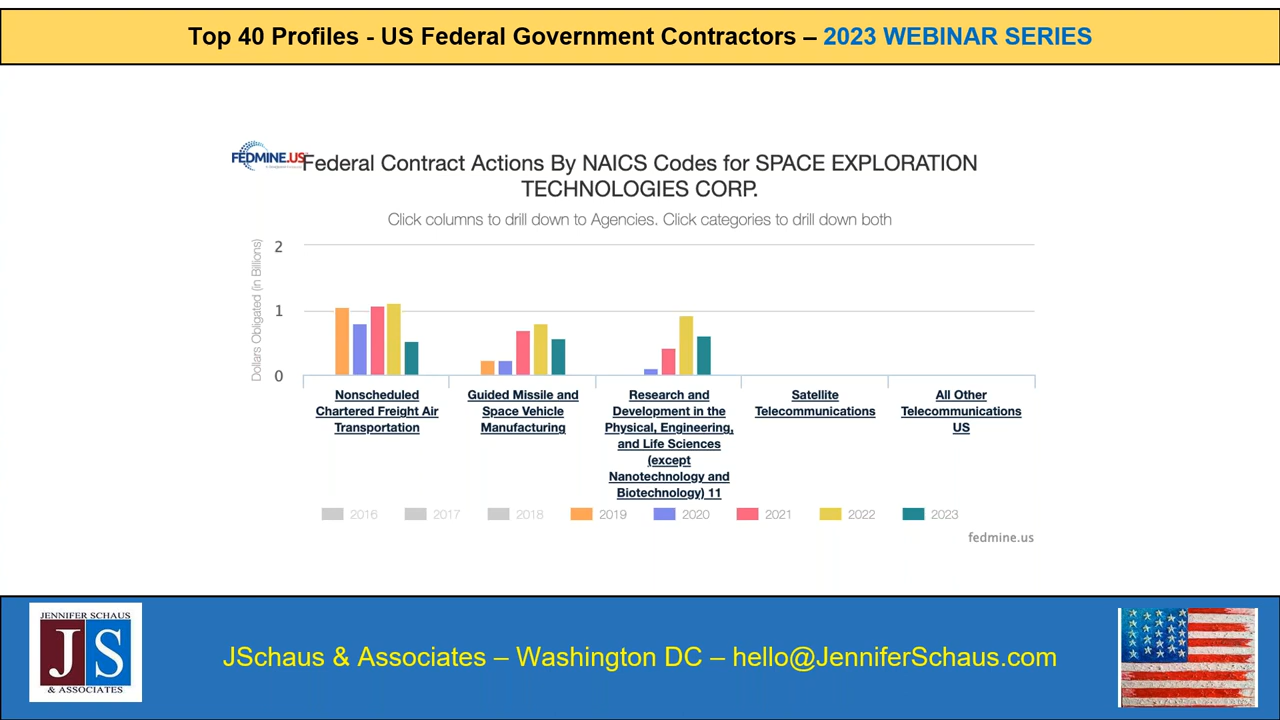 Top 40 Profiles - US Federal Government Contractors – 2023 WEBINAR SERIES
FEDMINE.US
Federal Contract Actions By NAICS Codes for SPACE EXPLORATION
TECHNOLOGIES CORP.
Click columns to drill down to Agencies. Click categories to drill down both
Dollars Obligated (in Billions)
2
1
0
Nonscheduled
Chartered Freight Air
Transportation
Guided Missile and
Space Vehicle
Manufacturing
Research and
Development in the
Physical, Engineering,
and Life Sciences
(except
Nanotechnology and
Biotechnology) 11
Satellite
Telecommunications
All Other
Telecommunications
US
2016 2017 2018 2019 2020 2021 2022 2023
fedmine.us
JENNIFER SCHAUS
JS
& ASSOCIATES
JSchaus & Associates – Washington DC – hello@JenniferSchaus.com